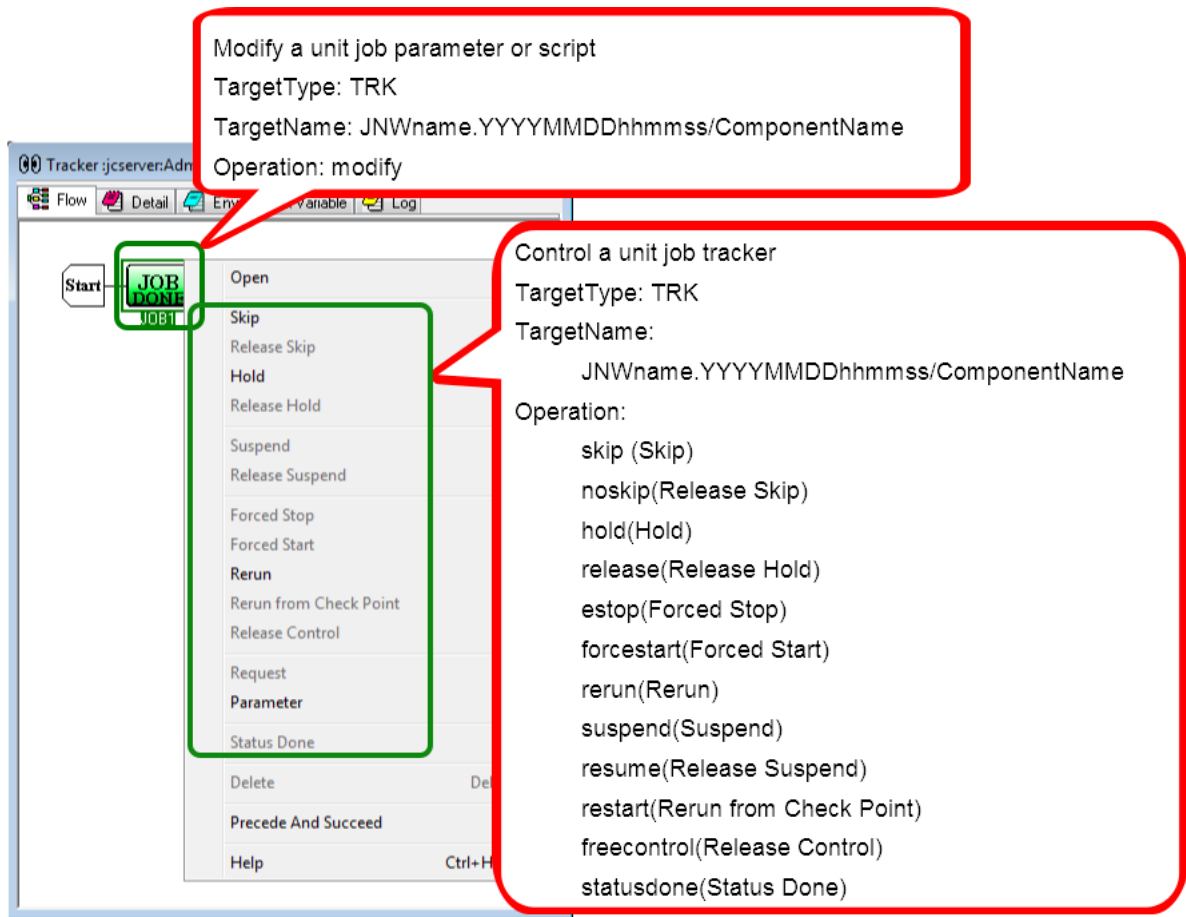 Modify a unit job parameter or script
TargetType: TRK
TargetName: JNWname.YYYYMMDDhhmmss/ComponentName
Operation: modify
Tracker :jcserver:Adm
Flow Detail Env Variable Log
Start
JOB
DONE
JOB1
Open
Skip
Release Skip
Hold
Release Hold
Suspend
Release Suspend
Forced Stop
Forced Start
Rerun
Rerun from Check Point
Release Control
Request
Parameter
Status Done
Delete Del
Precede And Succeed
Help Ctrl+H
Control a unit job tracker
TargetType: TRK
TargetName:
JNWname.YYYYMMDDhhmmss/ComponentName
Operation:
skip (Skip)
noskip(Release Skip)
hold(Hold)
release(Release Hold)
estop(Forced Stop)
forcestart(Forced Start)
rerun(Rerun)
suspend(Suspend)
resume(Release Suspend)
restart(Rerun from Check Point)
freecontrol(Release Control)
statusdone(Status Done)